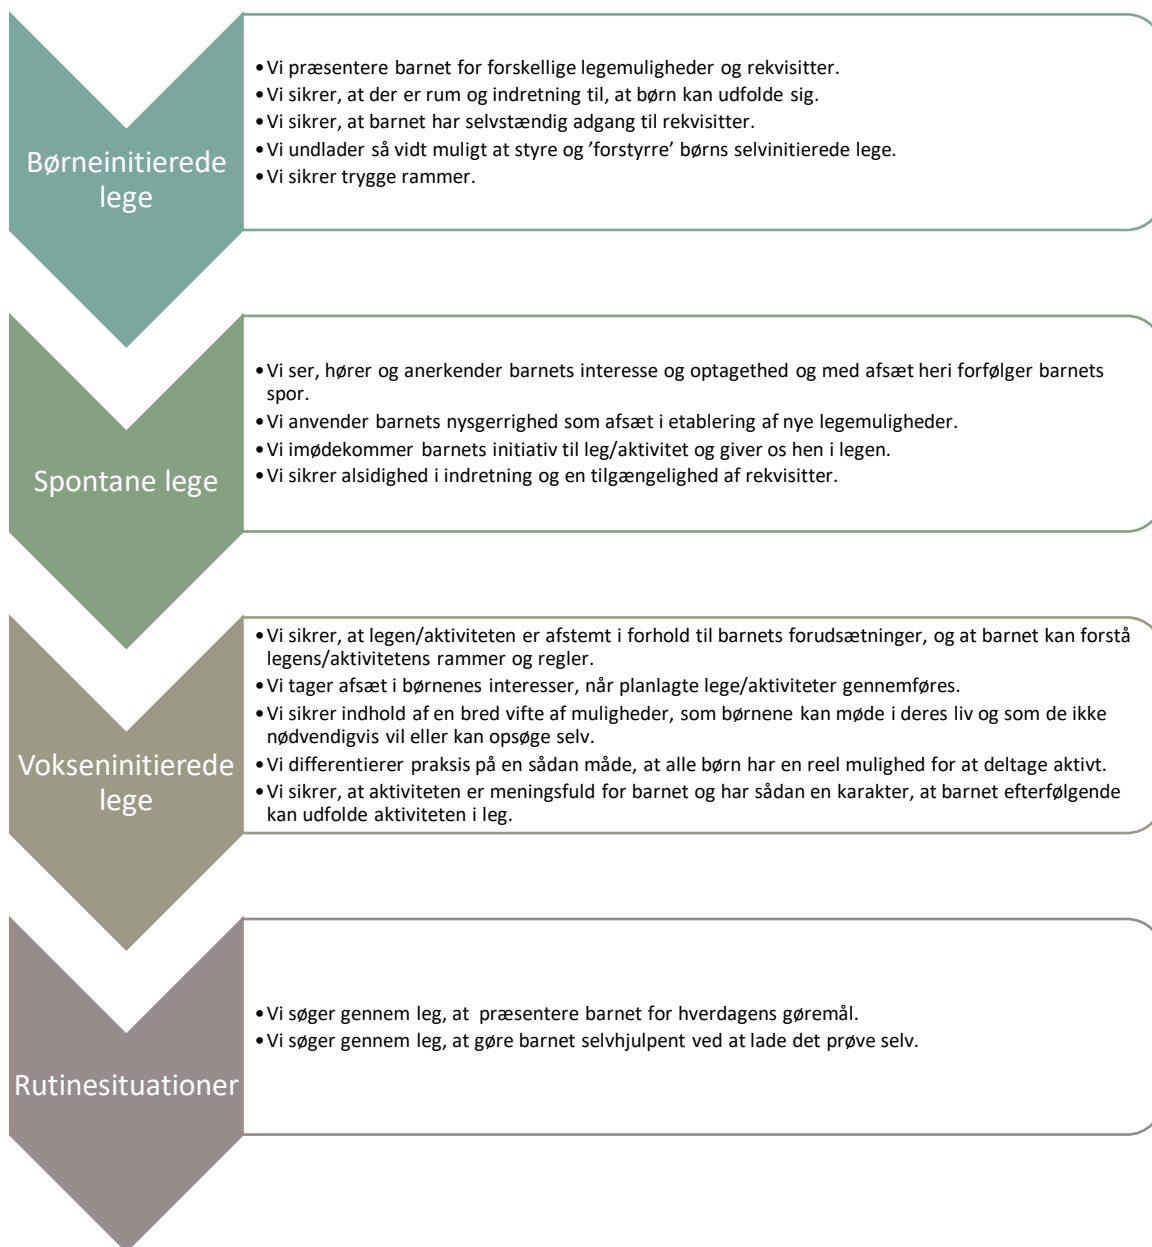 Børneinitierede
lege
•Vi præsentere barnet for forskellige legemuligheder og rekvisitter.
•Vi sikrer, at der er rum og indretning til, at børn kan udfolde sig.
•Vi sikrer, at barnet har selvstændig adgang til rekvisitter.
•Vi undlader så vidt muligt at styre og ’forstyrre’ børns selvinitierede lege.
•Vi sikrer trygge rammer.
Spontane lege
•Vi ser, hører og anerkender barnets interesse og optagethed og med afsæt heri forfølger barnets
spor.
•Vi anvender barnets nysgerrighed som afsæt i etablering af nye legemuligheder.
•Vi imødekommer barnets initiativ til leg/aktivitet og giver os hen i legen.
•Vi sikrer alsidighed i indretning og en tilgængelighed af rekvisitter.
Vokseninitierede
lege
•Vi sikrer, at legen/aktiviteten er afstemt i forhold til barnets forudsætninger, og at barnet kan forstå
legens/aktivitetens rammer og regler.
•Vi tager afsæt i børnenes interesser, når planlagte lege/aktiviteter gennemføres.
•Vi sikrer indhold af en bred vifte af muligheder, som børnene kan møde i deres liv og som de ikke
nødvendigvis vil eller kan opsøge selv.
•Vi differentierer praksis på en sådan måde, at alle børn har en reel mulighed for at deltage aktivt.
•Vi sikrer, at aktiviteten er meningsfuld for barnet og har sådan en karakter, at barnet efterfølgende
kan udfolde aktiviteten i leg.
Rutinesituationer
•Vi søger gennem leg, at præsentere barnet for hverdagens gøremål.
•Vi søger gennem leg, at gøre barnet selvhjulpent ved at lade det prøve selv.